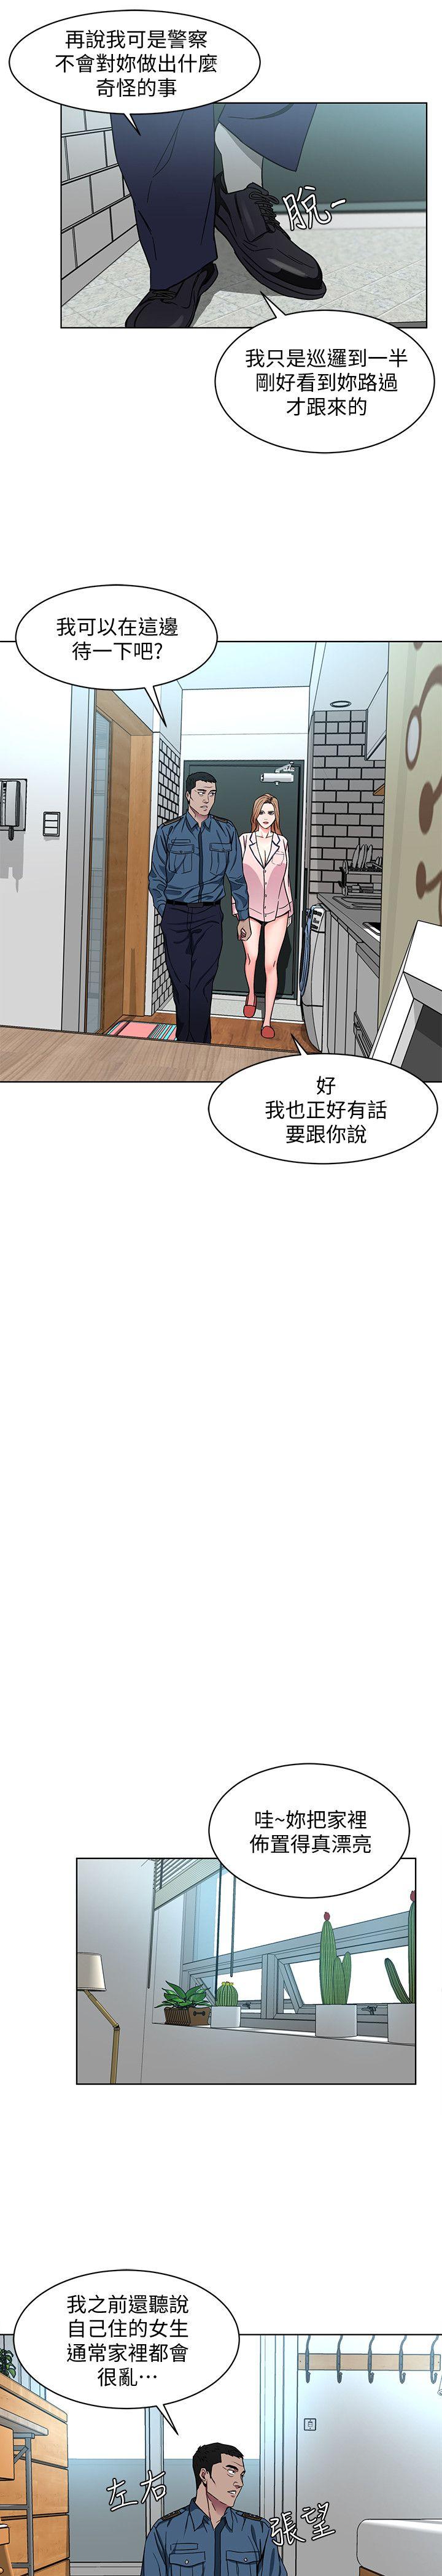 再說我可是警察
不會對妳做出什麼
奇怪的事
脫-
我只是巡邏到一半
剛好看到妳路過
才跟來的
我可以在這邊
待一下吧?
好
我也正好有話
要跟你說
哇~妳把家裡
佈置得真漂亮
我之前還聽說
自己住的女生
通常家裡都會
很亂…
左右
張望